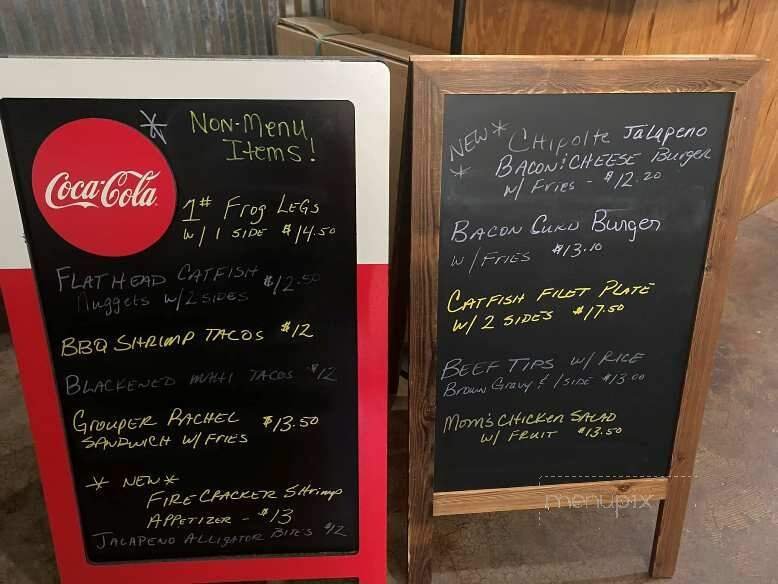 Coca-Cola
Non-Menu
Items!
1# Frog Legs
w/ 1 side $14.50
Flathead Catfish $12.50
Nuggets w/2 sides
BBQ Shrimp Tacos $12
Blackened Mahi Tacos $12
Grouper Rachel $13.50
Sandwich w/ Fries
* New *
Firecracker Shrimp
Appetizer - $13
Jalapeno Alligator Bites $12
New * Chipolte Jalapeno
* Bacon Cheese Burger
w/ Fries - $12.20
Bacon Curd Burger
w/ Fries $13.10
Catfish Filet Plate
w/ 2 sides $17.50
Beef Tips w/ Rice
Brown Gravy & 1 side $13.00
Mom's Chicken Salad
w/ Fruit $13.50
menupix